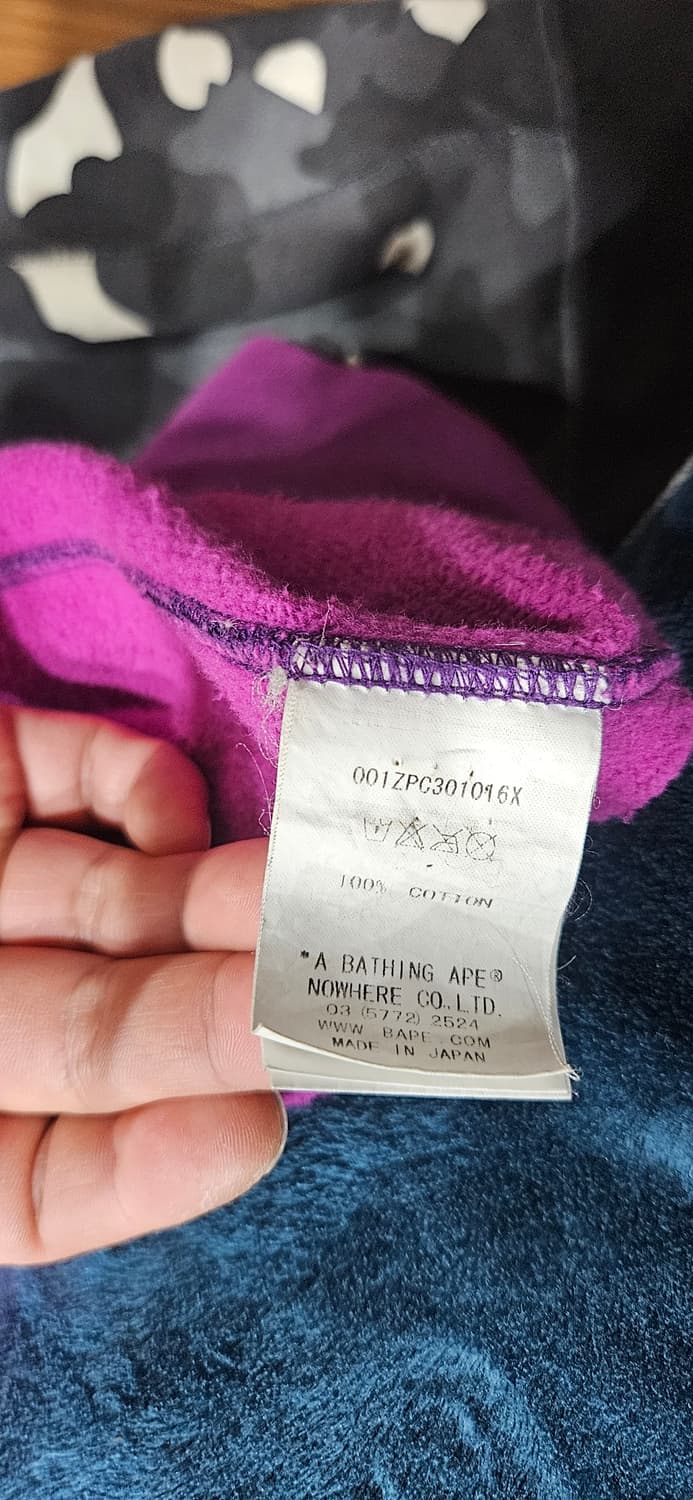 001ZPC301016X
100% COTTON
*A BATHING APE®
NOWHERE CO.,LTD.
03 (5772) 2524
WWW BAPE.COM
MADE IN JAPAN